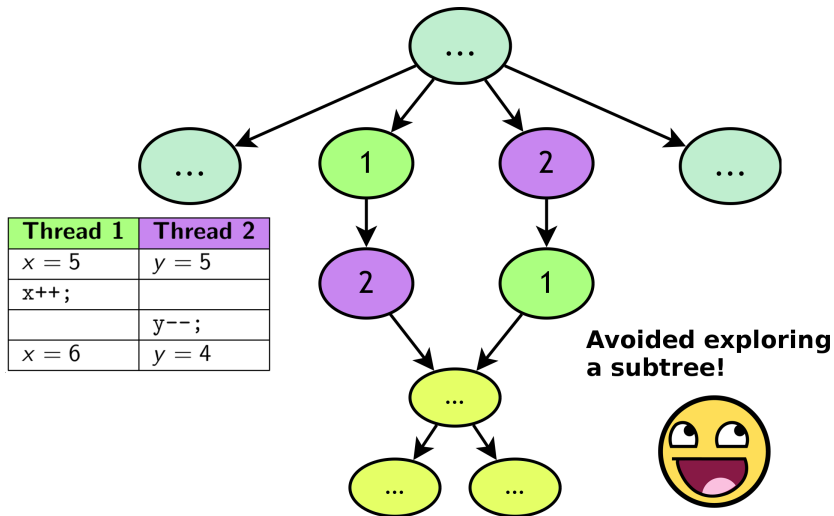 ...
... 1 2 ...
Thread 1 Thread 2
x = 5 y = 5
x++;
y--;
x = 6 y = 4
2 1
Avoided exploring
a subtree!
...
... ...